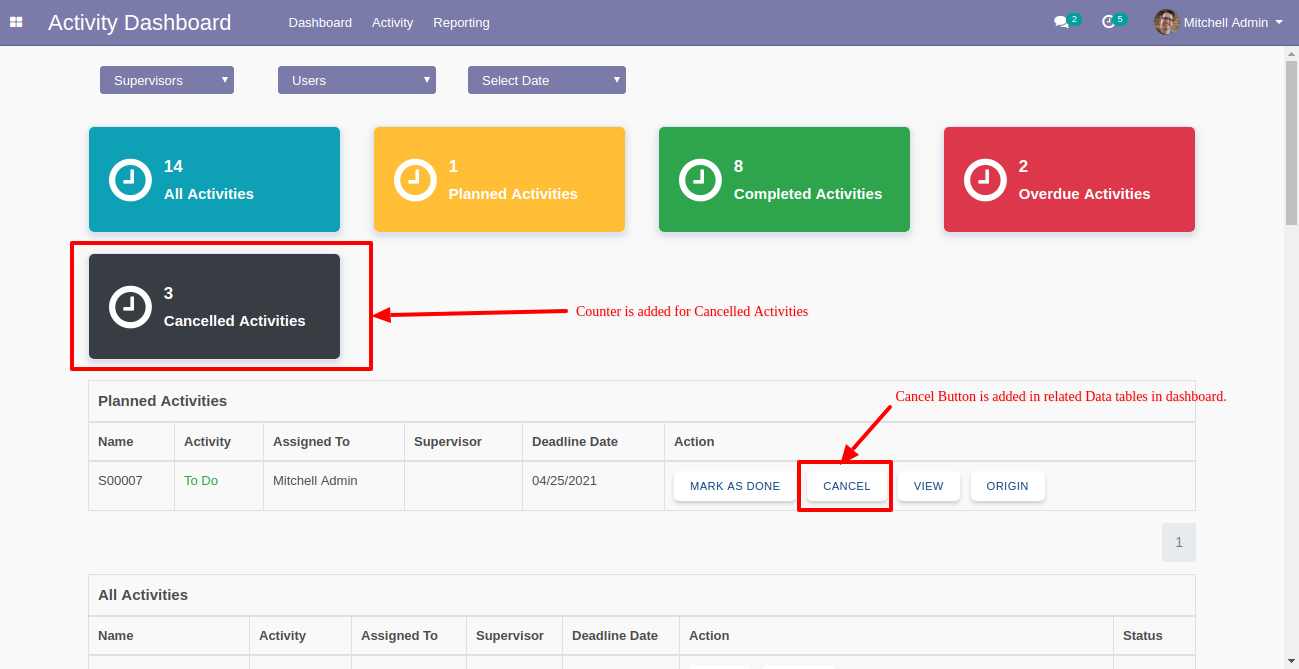 Activity Dashboard Dashboard Activity Reporting 2 5 Mitchell Admin
Supervisors Users Select Date
14
All Activities
1
Planned Activities
8
Completed Activities
2
Overdue Activities
3
Cancelled Activities
Counter is added for Cancelled Activities
Planned Activities
Cancel Button is added in related Data tables in dashboard.
Name Activity Assigned To Supervisor Deadline Date Action
S00007 To Do Mitchell Admin 04/25/2021 MARK AS DONE CANCEL VIEW ORIGIN
1
All Activities
Name Activity Assigned To Supervisor Deadline Date Action Status